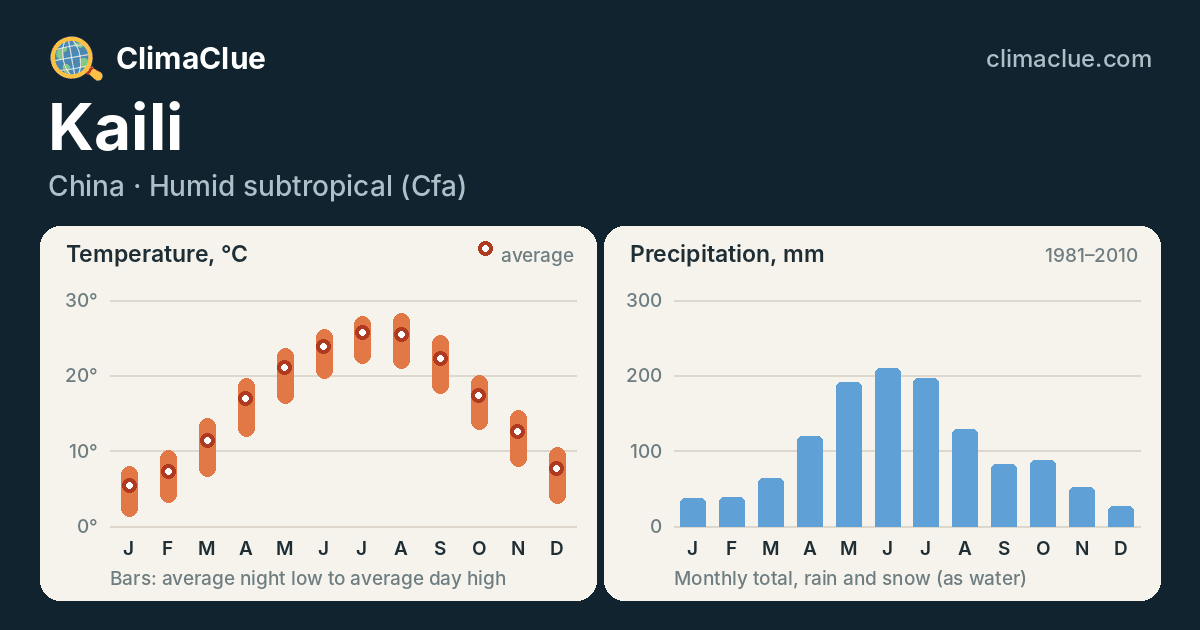 ClimaClue
climaclue.com
Kaili
China · Humid subtropical (Cfa)
Temperature, °C
average
30°
20°
10°
0°
J F M A M J J A S O N D
Bars: average night low to average day high
Precipitation, mm
1981–2010
300
200
100
0
J F M A M J J A S O N D
Monthly total, rain and snow (as water)